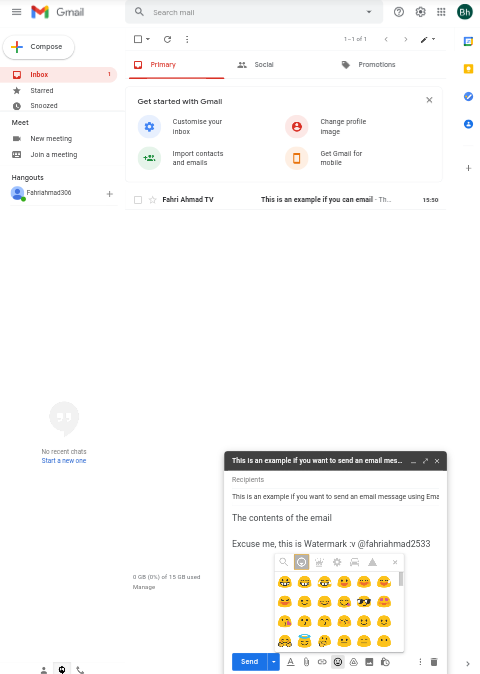 Gmail
Search mail
Bh
Compose
1–1 of 1
Inbox
1
Primary
Social
Promotions
Starred
Snoozed
Get started with Gmail
Customise your
inbox
Change profile
image
Import contacts
and emails
Get Gmail for
mobile
Meet
New meeting
Join a meeting
Hangouts
Fahriahmad306
Fahri Ahmad TV
This is an example if you can email - Th...
15:50
No recent chats
Start a new one
0 GB (0%) of 15 GB used
Manage
This is an example if you want to send an email mes...
Recipients
This is an example if you want to send an email message using Ema
The contents of the email
Excuse me, this is Watermark :v @fahriahmad2533
Send